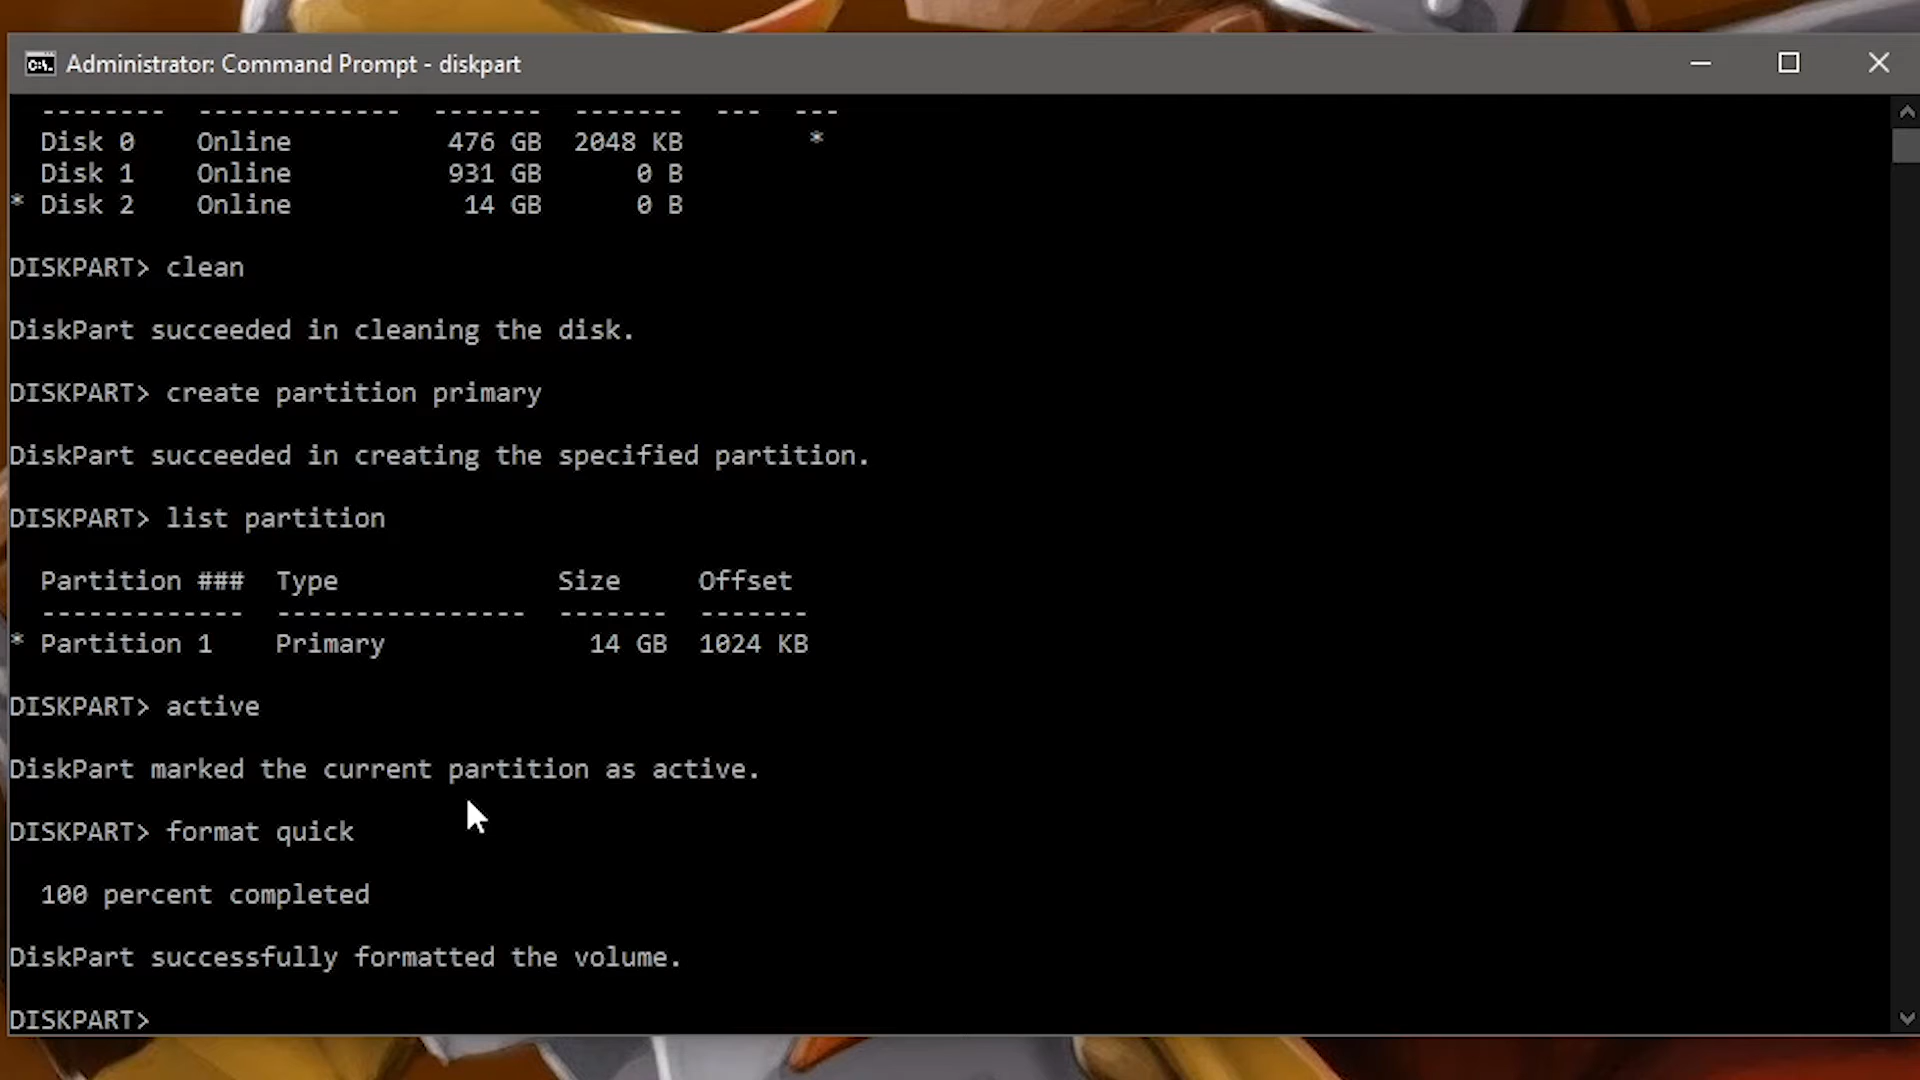 Administrator: Command Prompt - diskpart
-------- ------------- ------- ------- --- ---
Disk 0 Online 476 GB 2048 KB *
Disk 1 Online 931 GB 0 B
* Disk 2 Online 14 GB 0 B
DISKPART> clean
DiskPart succeeded in cleaning the disk.
DISKPART> create partition primary
DiskPart succeeded in creating the specified partition.
DISKPART> list partition
Partition ### Type Size Offset
------------- ---------------- ------- -------
* Partition 1 Primary 14 GB 1024 KB
DISKPART> active
DiskPart marked the current partition as active.
DISKPART> format quick
100 percent completed
DiskPart successfully formatted the volume.
DISKPART>